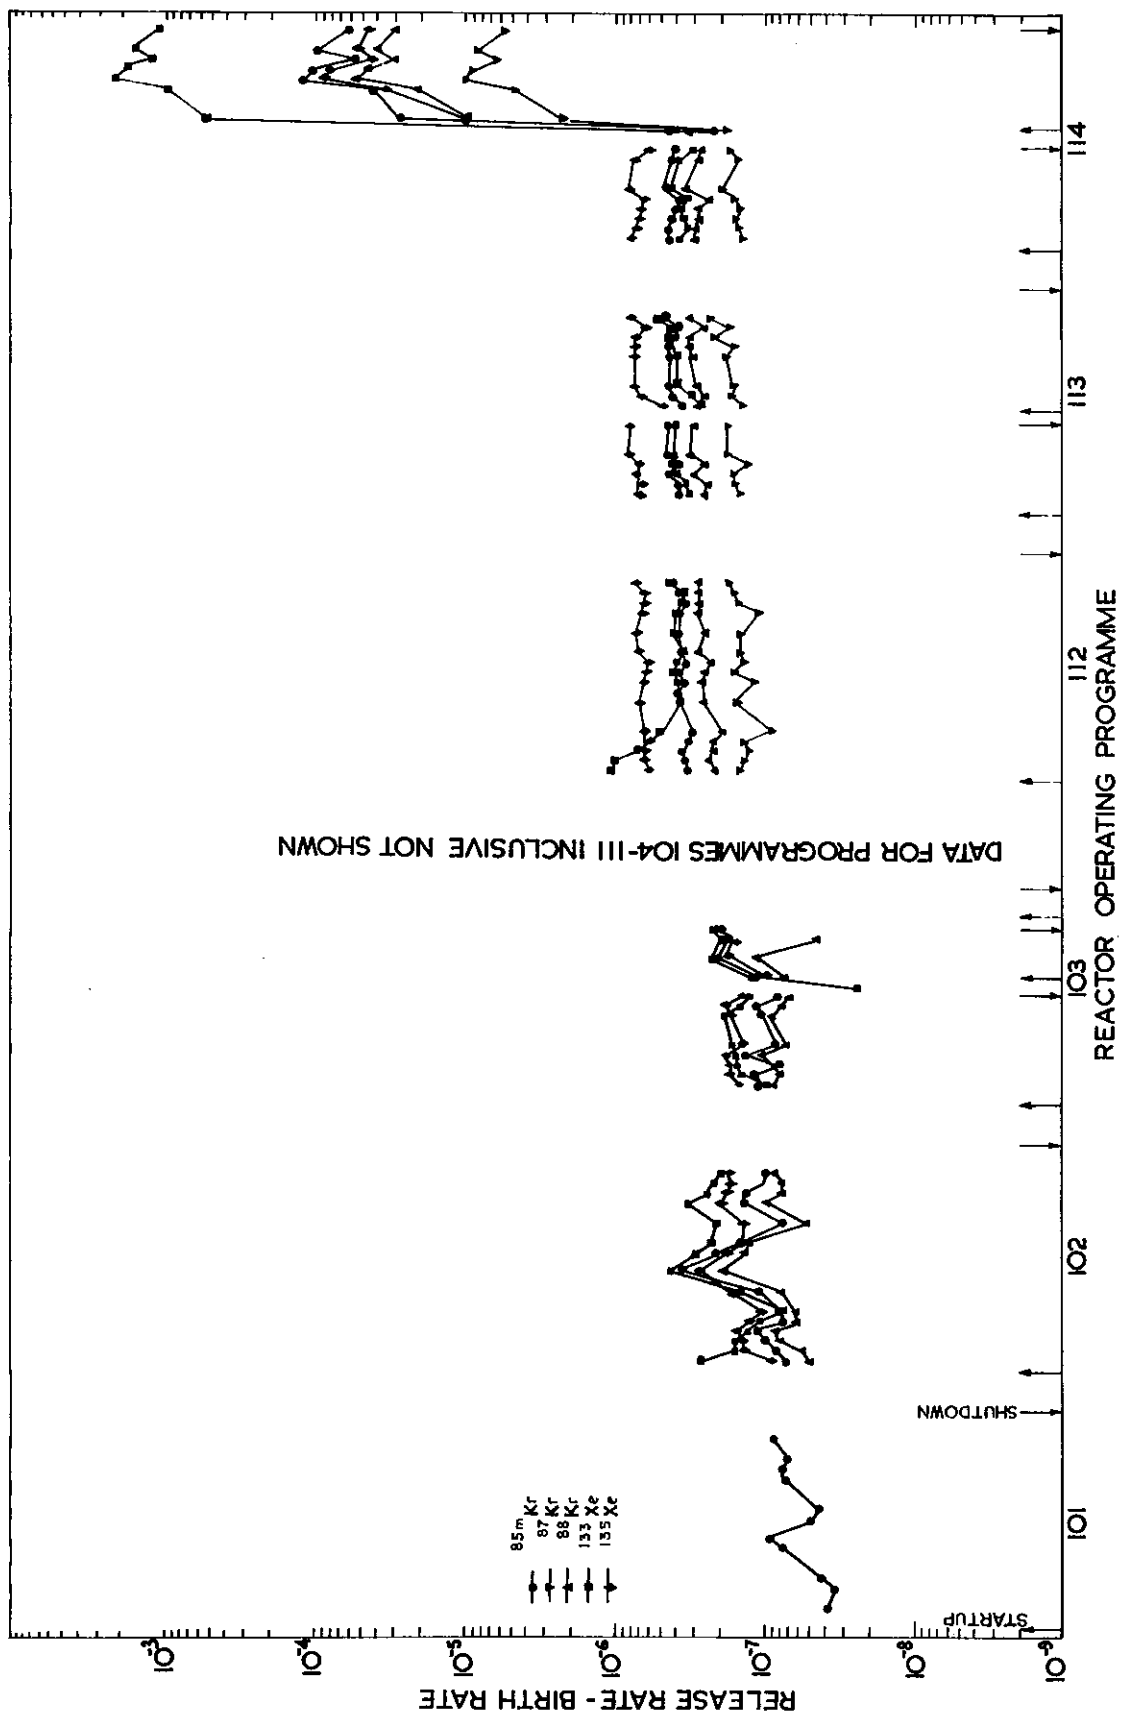 RELEASE RATE - BIRTH RATE
10⁻³
10⁻⁴
10⁻⁵
10⁻⁶
10⁻⁷
10⁻⁸
10⁻⁹
85m Kr
87 Kr
88 Kr
133 Xe
135 Xe
STARTUP
SHUTDOWN
DATA FOR PROGRAMMES 104-111 INCLUSIVE NOT SHOWN
101
102
103
112
113
114
REACTOR OPERATING PROGRAMME